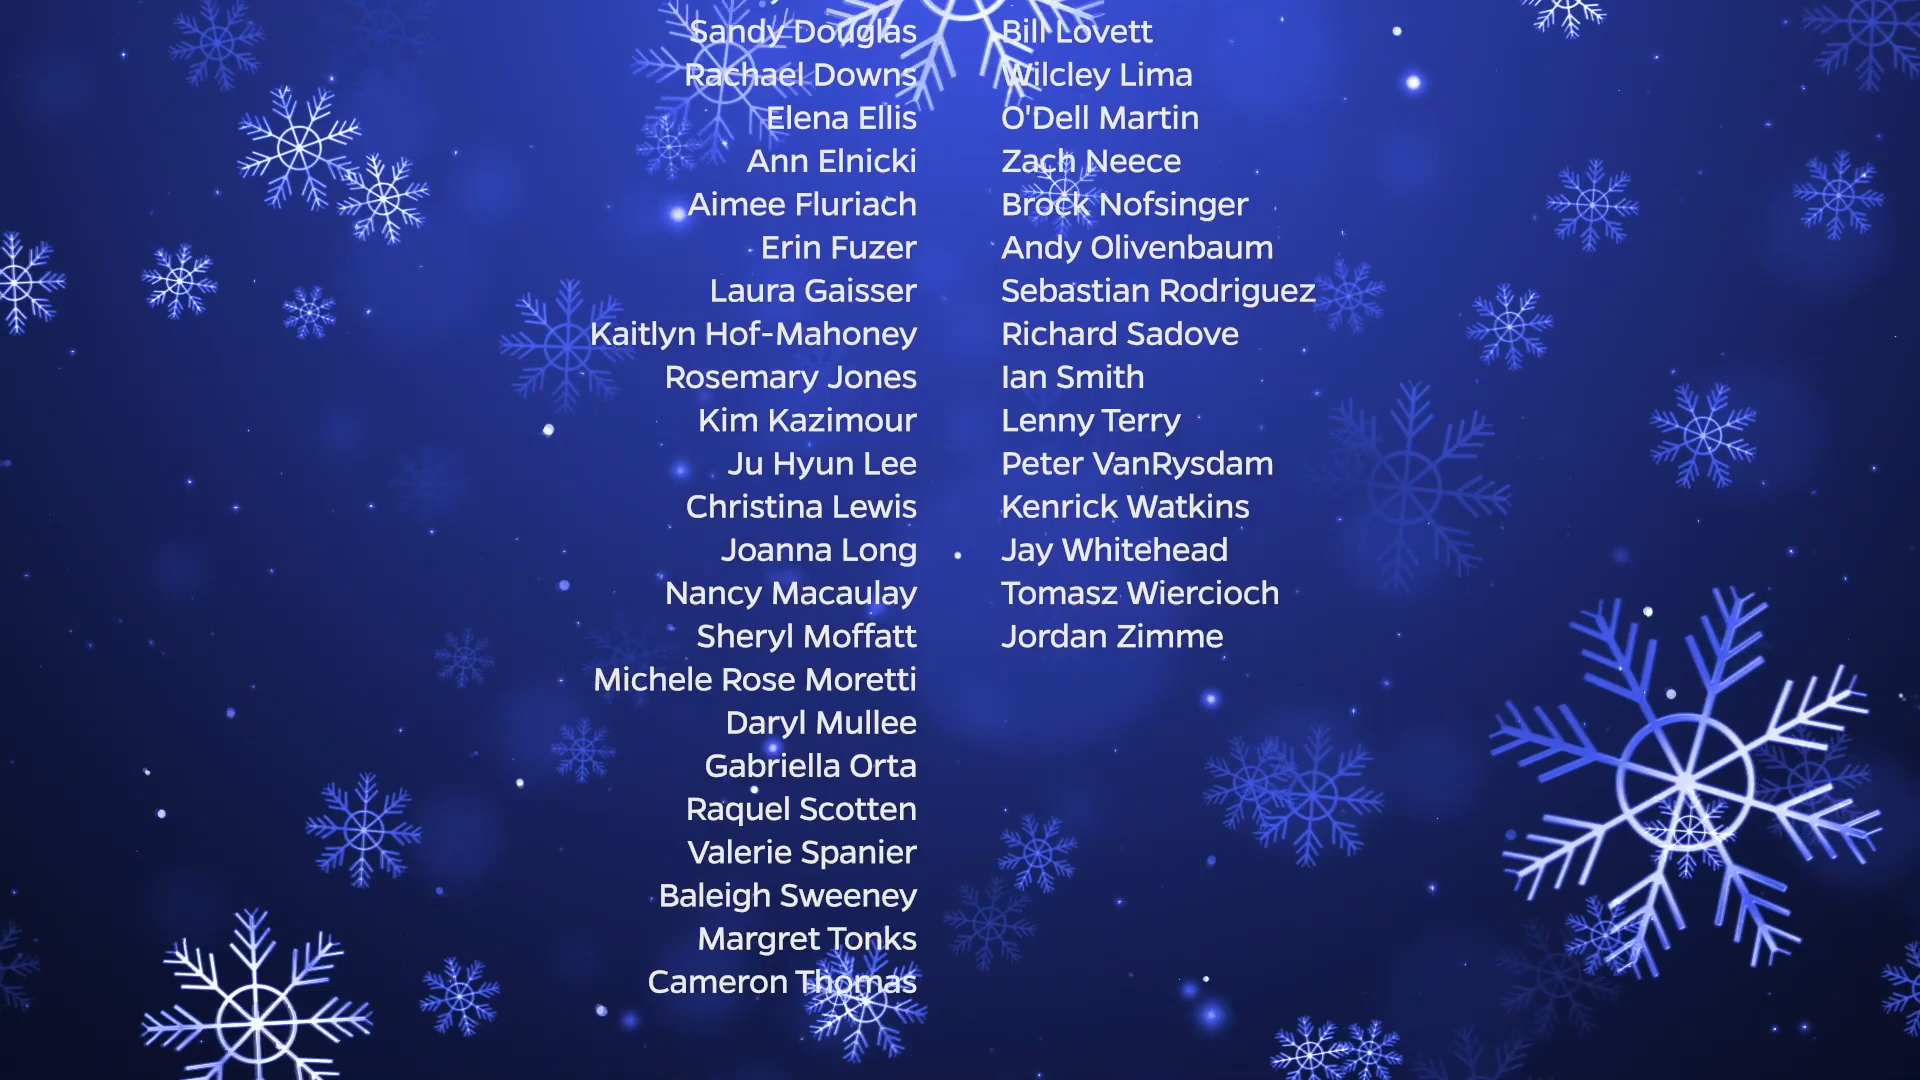 Sandy Douglas
Rachael Downs
Elena Ellis
Ann Elnicki
Aimee Fluriach
Erin Fuzer
Laura Gaisser
Kaitlyn Hof-Mahoney
Rosemary Jones
Kim Kazimour
Ju Hyun Lee
Christina Lewis
Joanna Long
Nancy Macaulay
Sheryl Moffatt
Michele Rose Moretti
Daryl Mullee
Gabriella Orta
Raquel Scotten
Valerie Spanier
Baleigh Sweeney
Margret Tonks
Cameron Thomas
Bill Lovett
Wilcley Lima
O'Dell Martin
Zach Neece
Brock Nofsinger
Andy Olivenbaum
Sebastian Rodriguez
Richard Sadove
Ian Smith
Lenny Terry
Peter VanRysdam
Kenrick Watkins
Jay Whitehead
Tomasz Wiercioch
Jordan Zimme